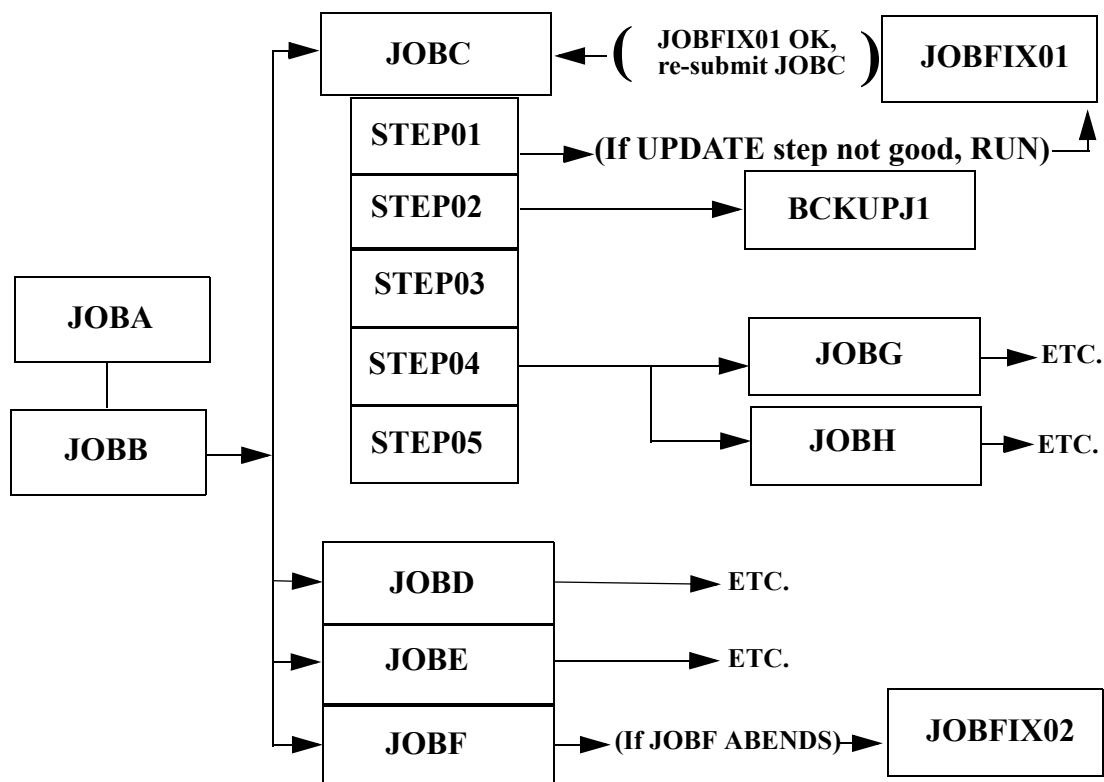 JOBC
( JOBFIX01 OK,
re-submit JOBC )
JOBFIX01
STEP01
(If UPDATE step not good, RUN)
STEP02
BCKUPJ1
STEP03
JOBA
STEP04
JOBG
ETC.
JOBB
STEP05
JOBH
ETC.
JOBD
ETC.
JOBE
ETC.
JOBF
(If JOBF ABENDS)
JOBFIX02